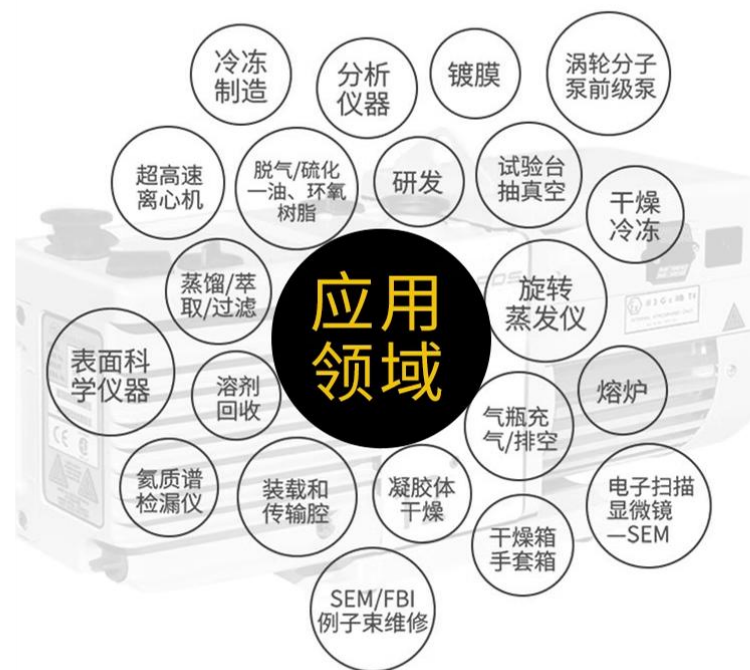 冷冻
制造
分析
仪器
镀膜
涡轮分子
泵前级泵
超高速
离心机
脱气/硫化
一油、环氧
树脂
研发
试验台
抽真空
干燥
冷冻
蒸馏/萃
取/过滤
应用
领域
旋转
蒸发仪
表面科
学仪器
溶剂
回收
气瓶充
气/排空
熔炉
氦质谱
检漏仪
装载和
传输腔
凝胶体
干燥
干燥箱
手套箱
电子扫描
显微镜
—SEM
SEM/FBI
例子束维修